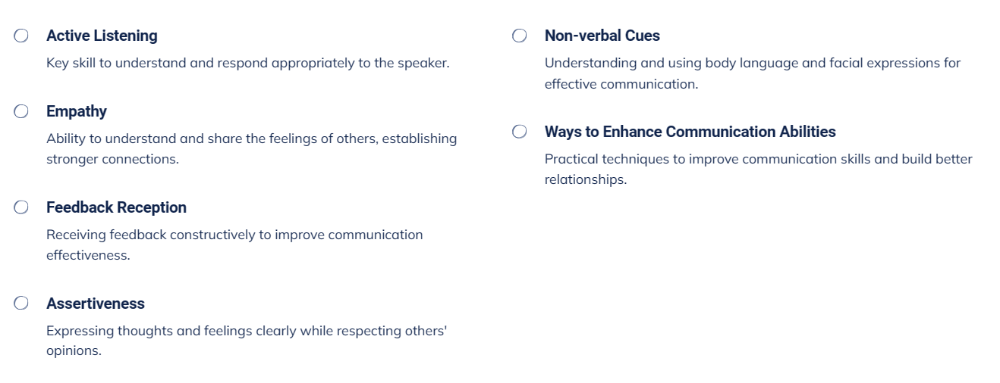 Active Listening
Key skill to understand and respond appropriately to the speaker.
Empathy
Ability to understand and share the feelings of others, establishing
stronger connections.
Feedback Reception
Receiving feedback constructively to improve communication
effectiveness.
Assertiveness
Expressing thoughts and feelings clearly while respecting others'
opinions.
Non-verbal Cues
Understanding and using body language and facial expressions for
effective communication.
Ways to Enhance Communication Abilities
Practical techniques to improve communication skills and build better
relationships.